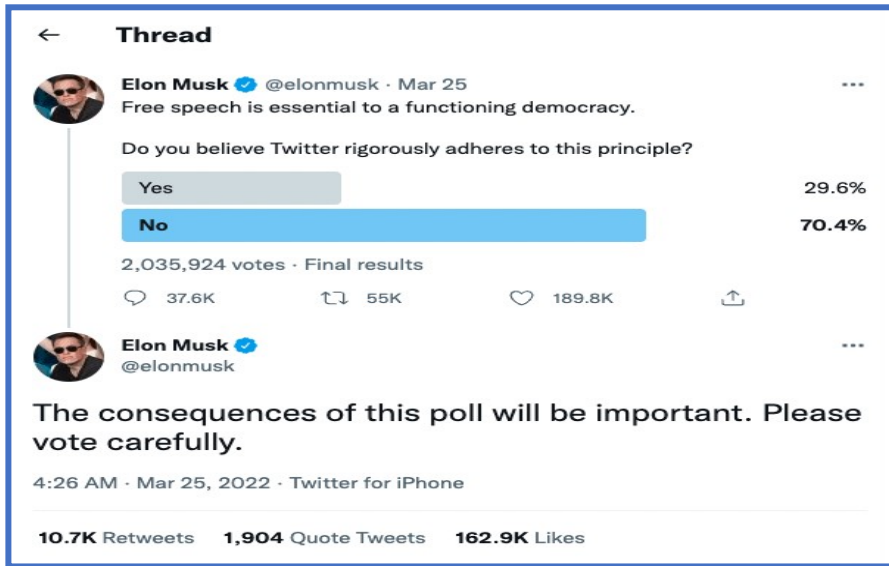 ← Thread
Elon Musk @elonmusk · Mar 25
Free speech is essential to a functioning democracy.
Do you believe Twitter rigorously adheres to this principle?
Yes 29.6%
No 70.4%
2,035,924 votes · Final results
37.6K 55K 189.8K
Elon Musk
@elonmusk
The consequences of this poll will be important. Please
vote carefully.
4:26 AM · Mar 25, 2022 · Twitter for iPhone
10.7K Retweets 1,904 Quote Tweets 162.9K Likes